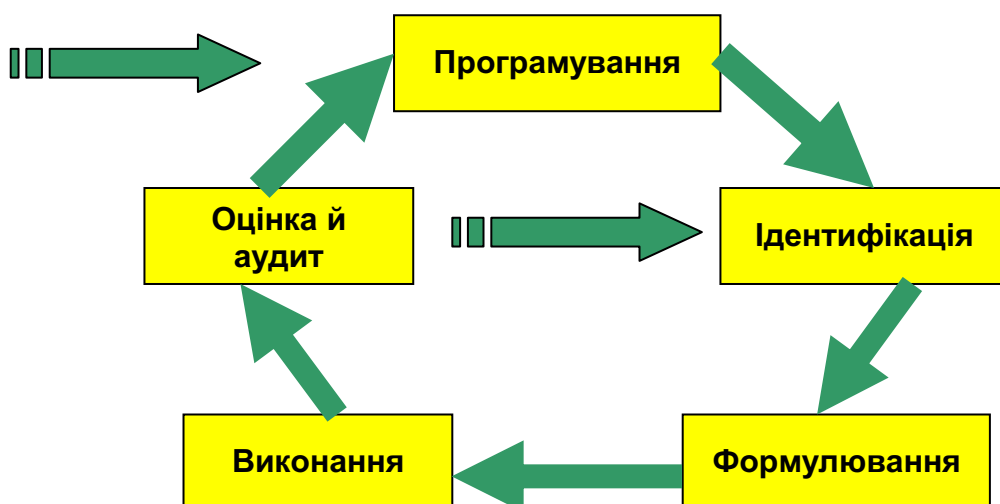 Програмування
Оцінка й
аудит
Ідентифікація
Виконання
Формулювання